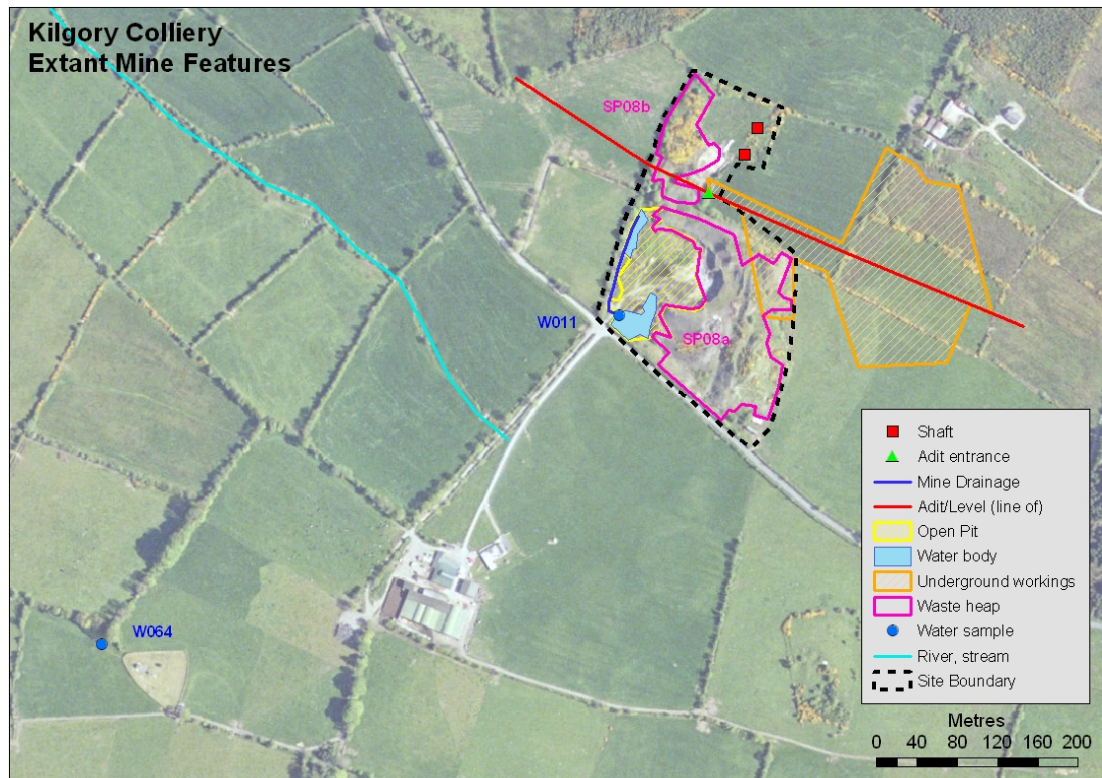 Kilgory Colliery
Extant Mine Features
SP08b
W011
SP08a
W064
Shaft
Adit entrance
Mine Drainage
Adit/Level (line of)
Open Pit
Water body
Underground workings
Waste heap
Water sample
River, stream
Site Boundary
Metres
0 40 80 120 160 200